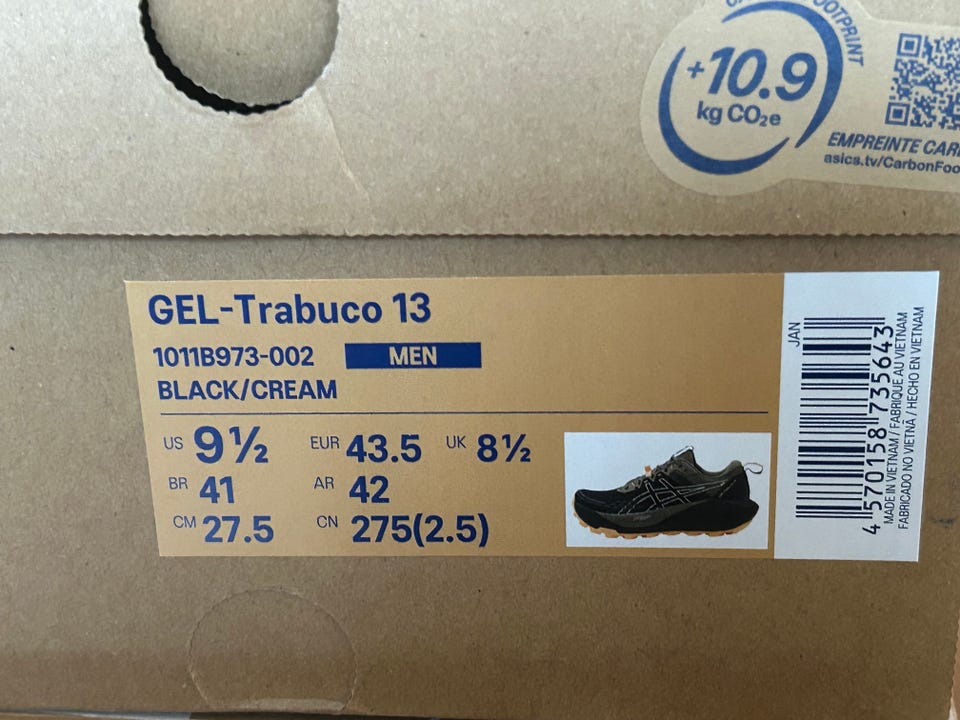 OOTPRINT
+10.9
kg CO₂e
EMPREINTE CAR
asics.tv/CarbonFoo
GEL-Trabuco 13
1011B973-002 MEN
BLACK/CREAM
US 9½ EUR 43.5 UK 8½
BR 41 AR 42
CM 27.5 CN 275(2.5)
JAN
4 570158 735643
MADE IN VIETNAM / FABRIQUÉ AU VIETNAM
FABRICADO NO VIETNÃ / HECHO EN VIETNAM